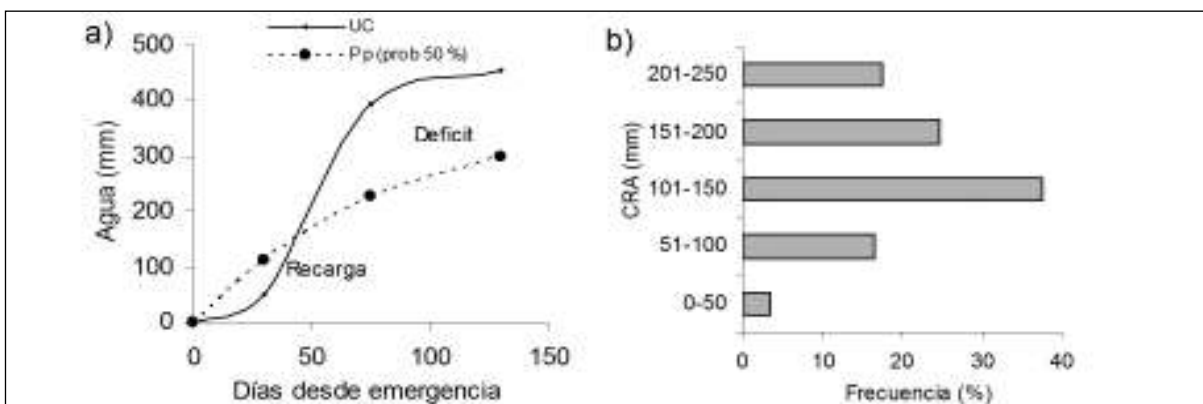 a)
UC
Pp (prob 50 %)
500
400
300
200
100
0
Agua (mm)
Deficit
Recarga
0 50 100 150
Días desde emergencia
b)
201-250
151-200
101-150
51-100
0-50
CRA (mm)
0 10 20 30 40
Frecuencia (%)